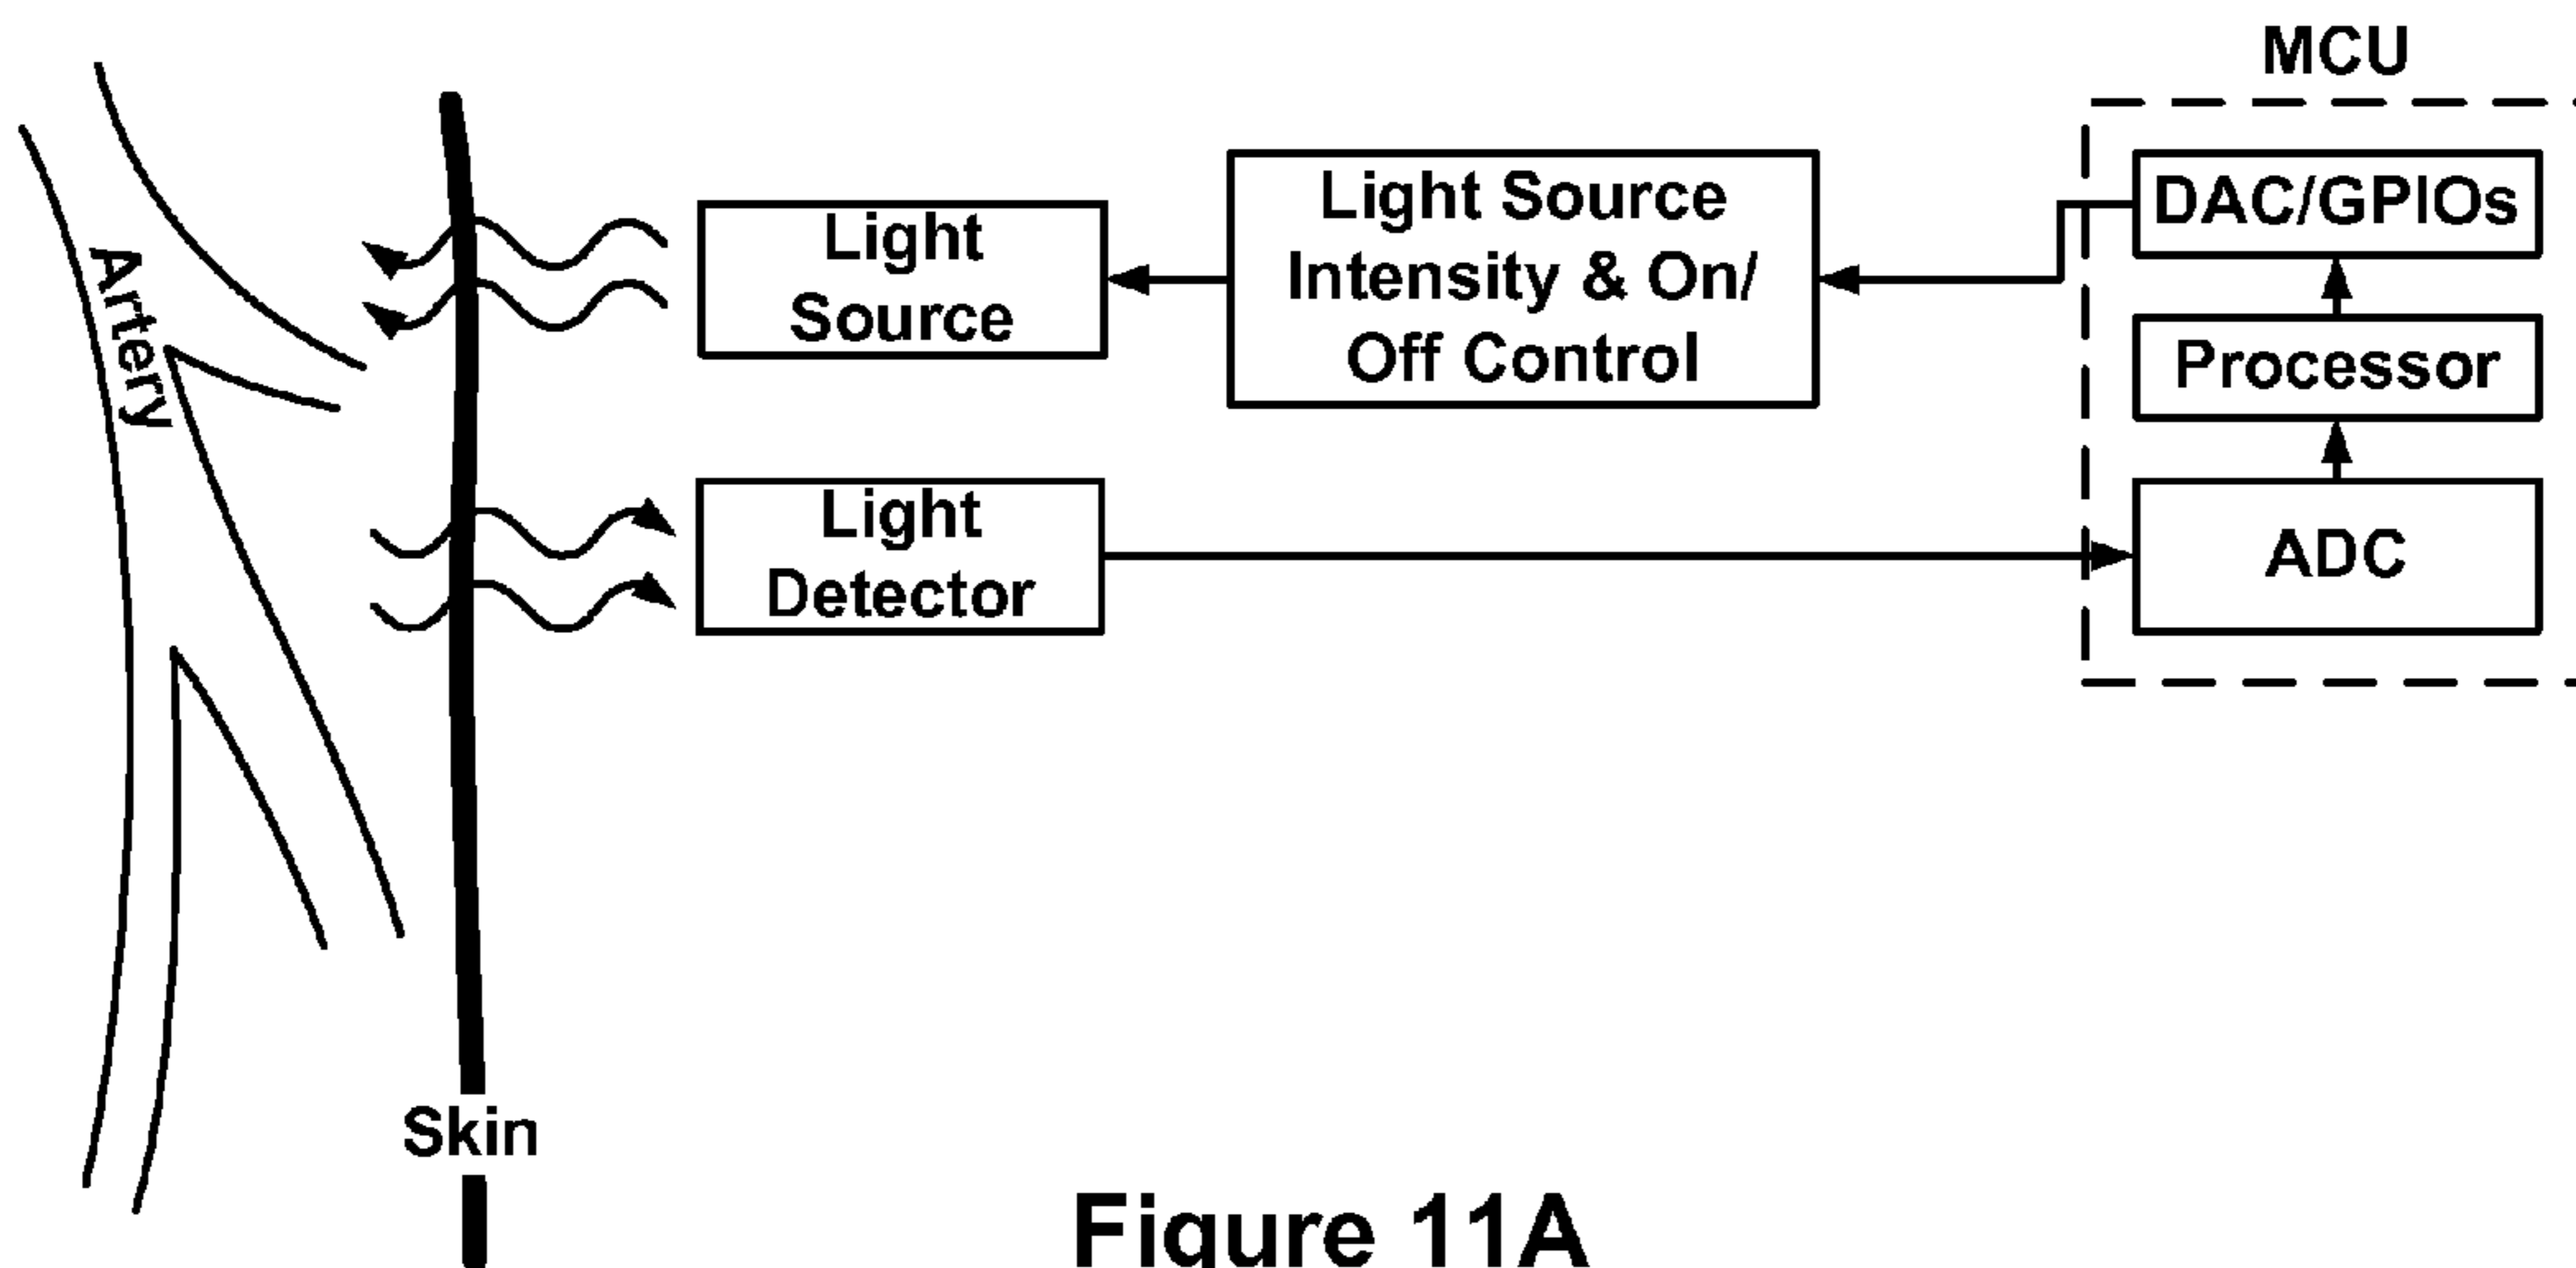 MCU
Artery
Light
Source
Light Source
Intensity & On/
Off Control
DAC/GPIOs
Processor
Light
Detector
ADC
Skin
Figure 11A